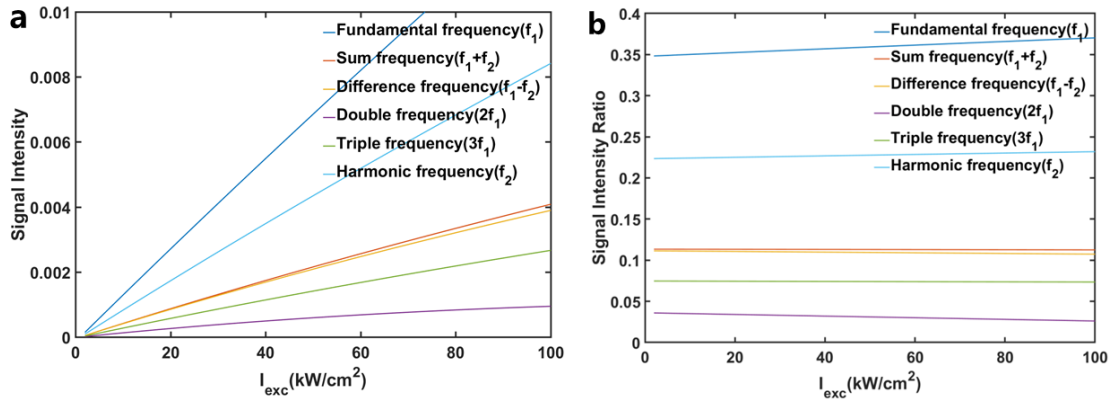 a
0.01
0.008
0.006
0.004
0.002
0
Signal Intensity
Fundamental frequency(f1)
Sum frequency(f1+f2)
Difference frequency(f1-f2)
Double frequency(2f1)
Triple frequency(3f1)
Harmonic frequency(f2)
0 20 40 60 80 100
Iexc(kW/cm2)
b
0.4
0.35
0.3
0.25
0.2
0.15
0.1
0.05
0
Signal Intensity Ratio
Fundamental frequency(f1)
Sum frequency(f1+f2)
Difference frequency(f1-f2)
Double frequency(2f1)
Triple frequency(3f1)
Harmonic frequency(f2)
0 20 40 60 80 100
Iexc(kW/cm2)